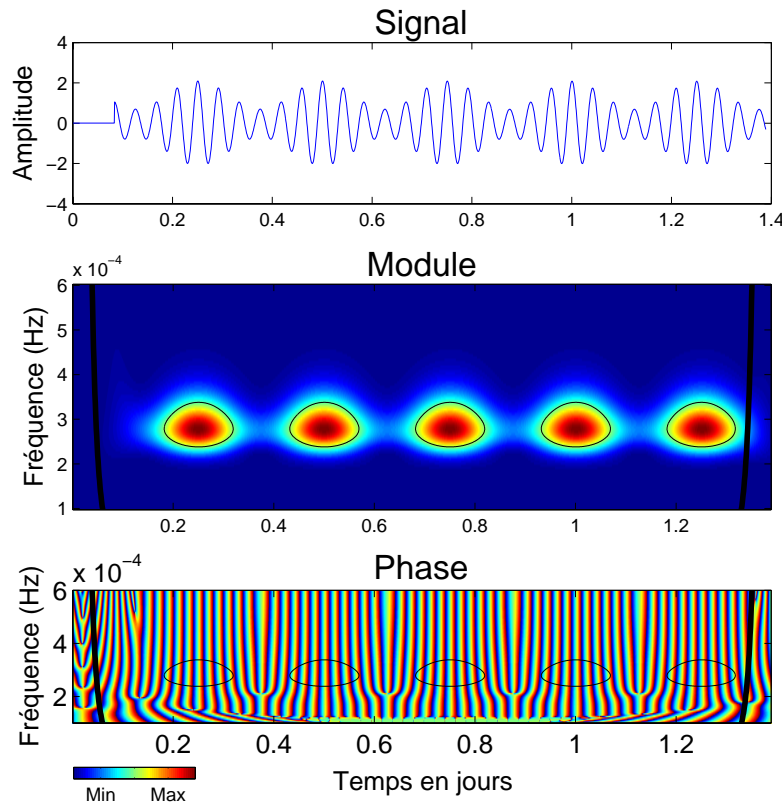 Signal
Amplitude
4
2
0
−2
−4
0 0.2 0.4 0.6 0.8 1 1.2 1.4
Module
x 10−4
Fréquence (Hz)
6
5
4
3
2
1
0.2 0.4 0.6 0.8 1 1.2
Phase
x 10−4
Fréquence (Hz)
6
4
2
0.2 0.4 0.6 0.8 1 1.2
Temps en jours
Min Max